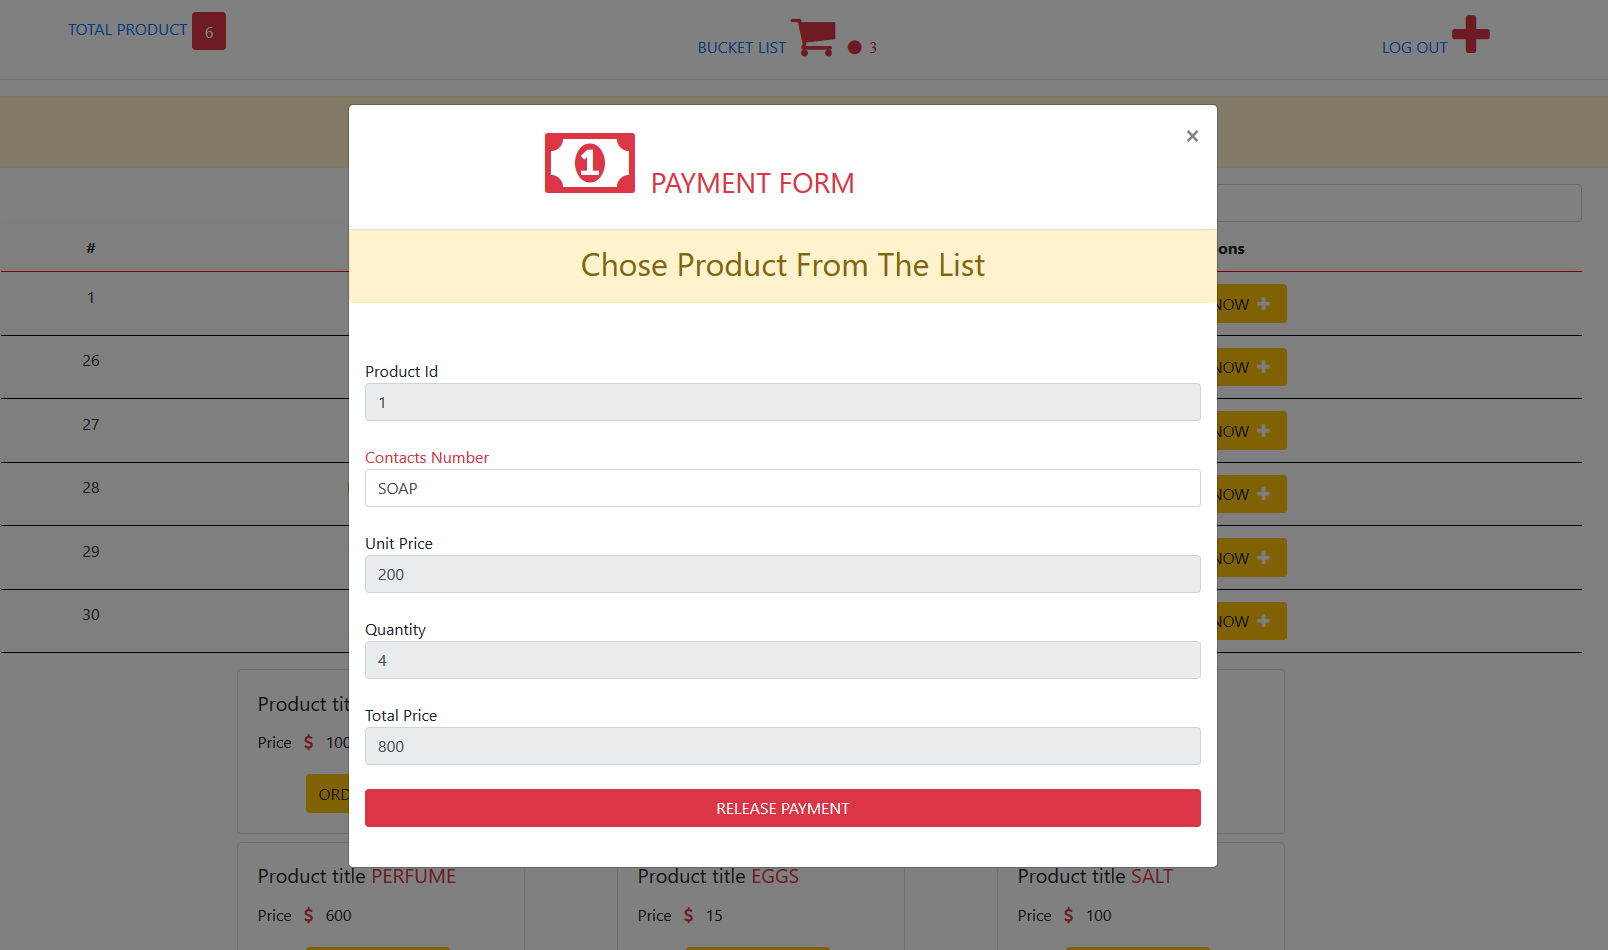 TOTAL PRODUCT 6
BUCKET LIST 3
LOG OUT
1 PAYMENT FORM
×
Chose Product From The List
#
1
26
27
28
29
30
NOW
NOW
NOW
NOW
NOW
NOW
Product Id
1
Contacts Number
SOAP
Unit Price
200
Quantity
4
Total Price
800
RELEASE PAYMENT
Product
Price $ 100
Product title PERFUME
Price $ 600
Product title EGGS
Price $ 15
Product title SALT
Price $ 100